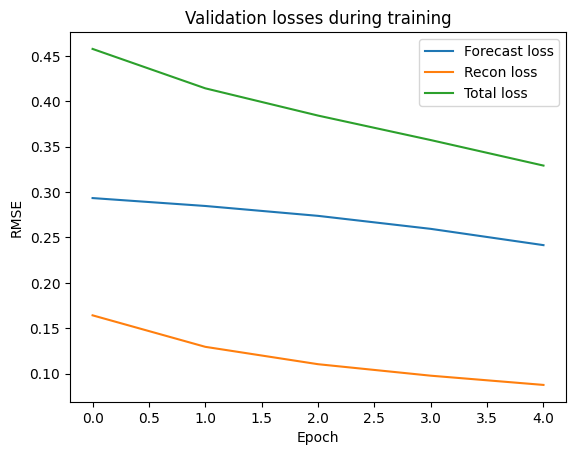 Validation losses during training
Forecast loss
Recon loss
Total loss
0.45
0.40
0.35
0.30
0.25
0.20
0.15
0.10
RMSE
0.0 0.5 1.0 1.5 2.0 2.5 3.0 3.5 4.0
Epoch